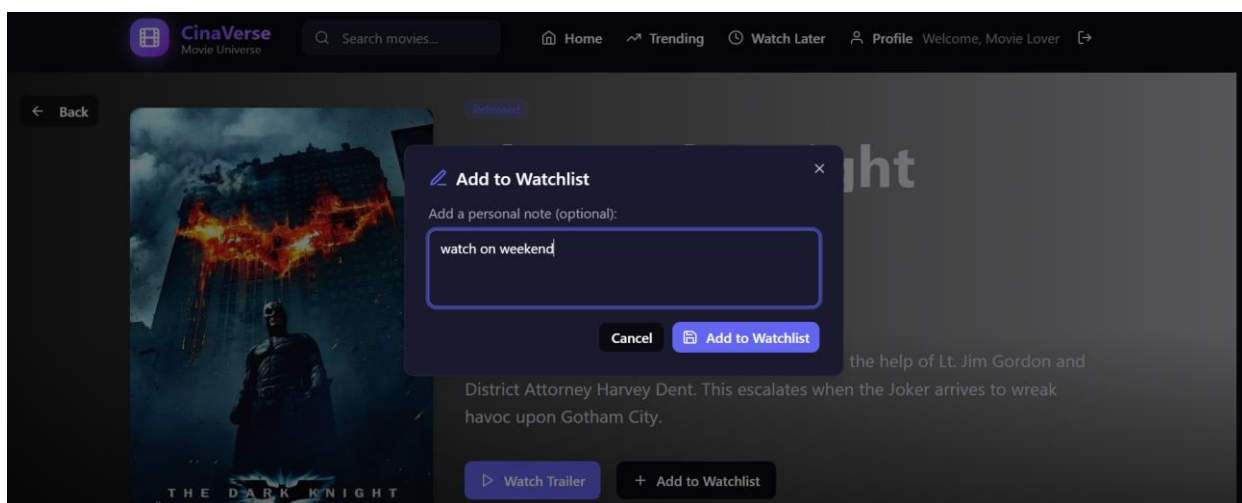 CinaVerse
Movie Universe
Search movies...
Home
Trending
Watch Later
Profile
Welcome, Movie Lover
Back
Released
ght
Add to Watchlist
Add a personal note (optional):
watch on weekend
Cancel
Add to Watchlist
the help of Lt. Jim Gordon and
District Attorney Harvey Dent. This escalates when the Joker arrives to wreak
havoc upon Gotham City.
Watch Trailer
+ Add to Watchlist
THE DARK KNIGHT